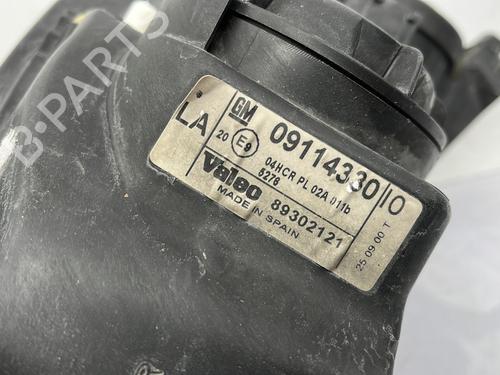 B-PARTS
GM 09114330 IO
LA
20 E9 04HCR PL 02A 011b
5276
Valeo 89302121
MADE IN SPAIN
25 09 00 T